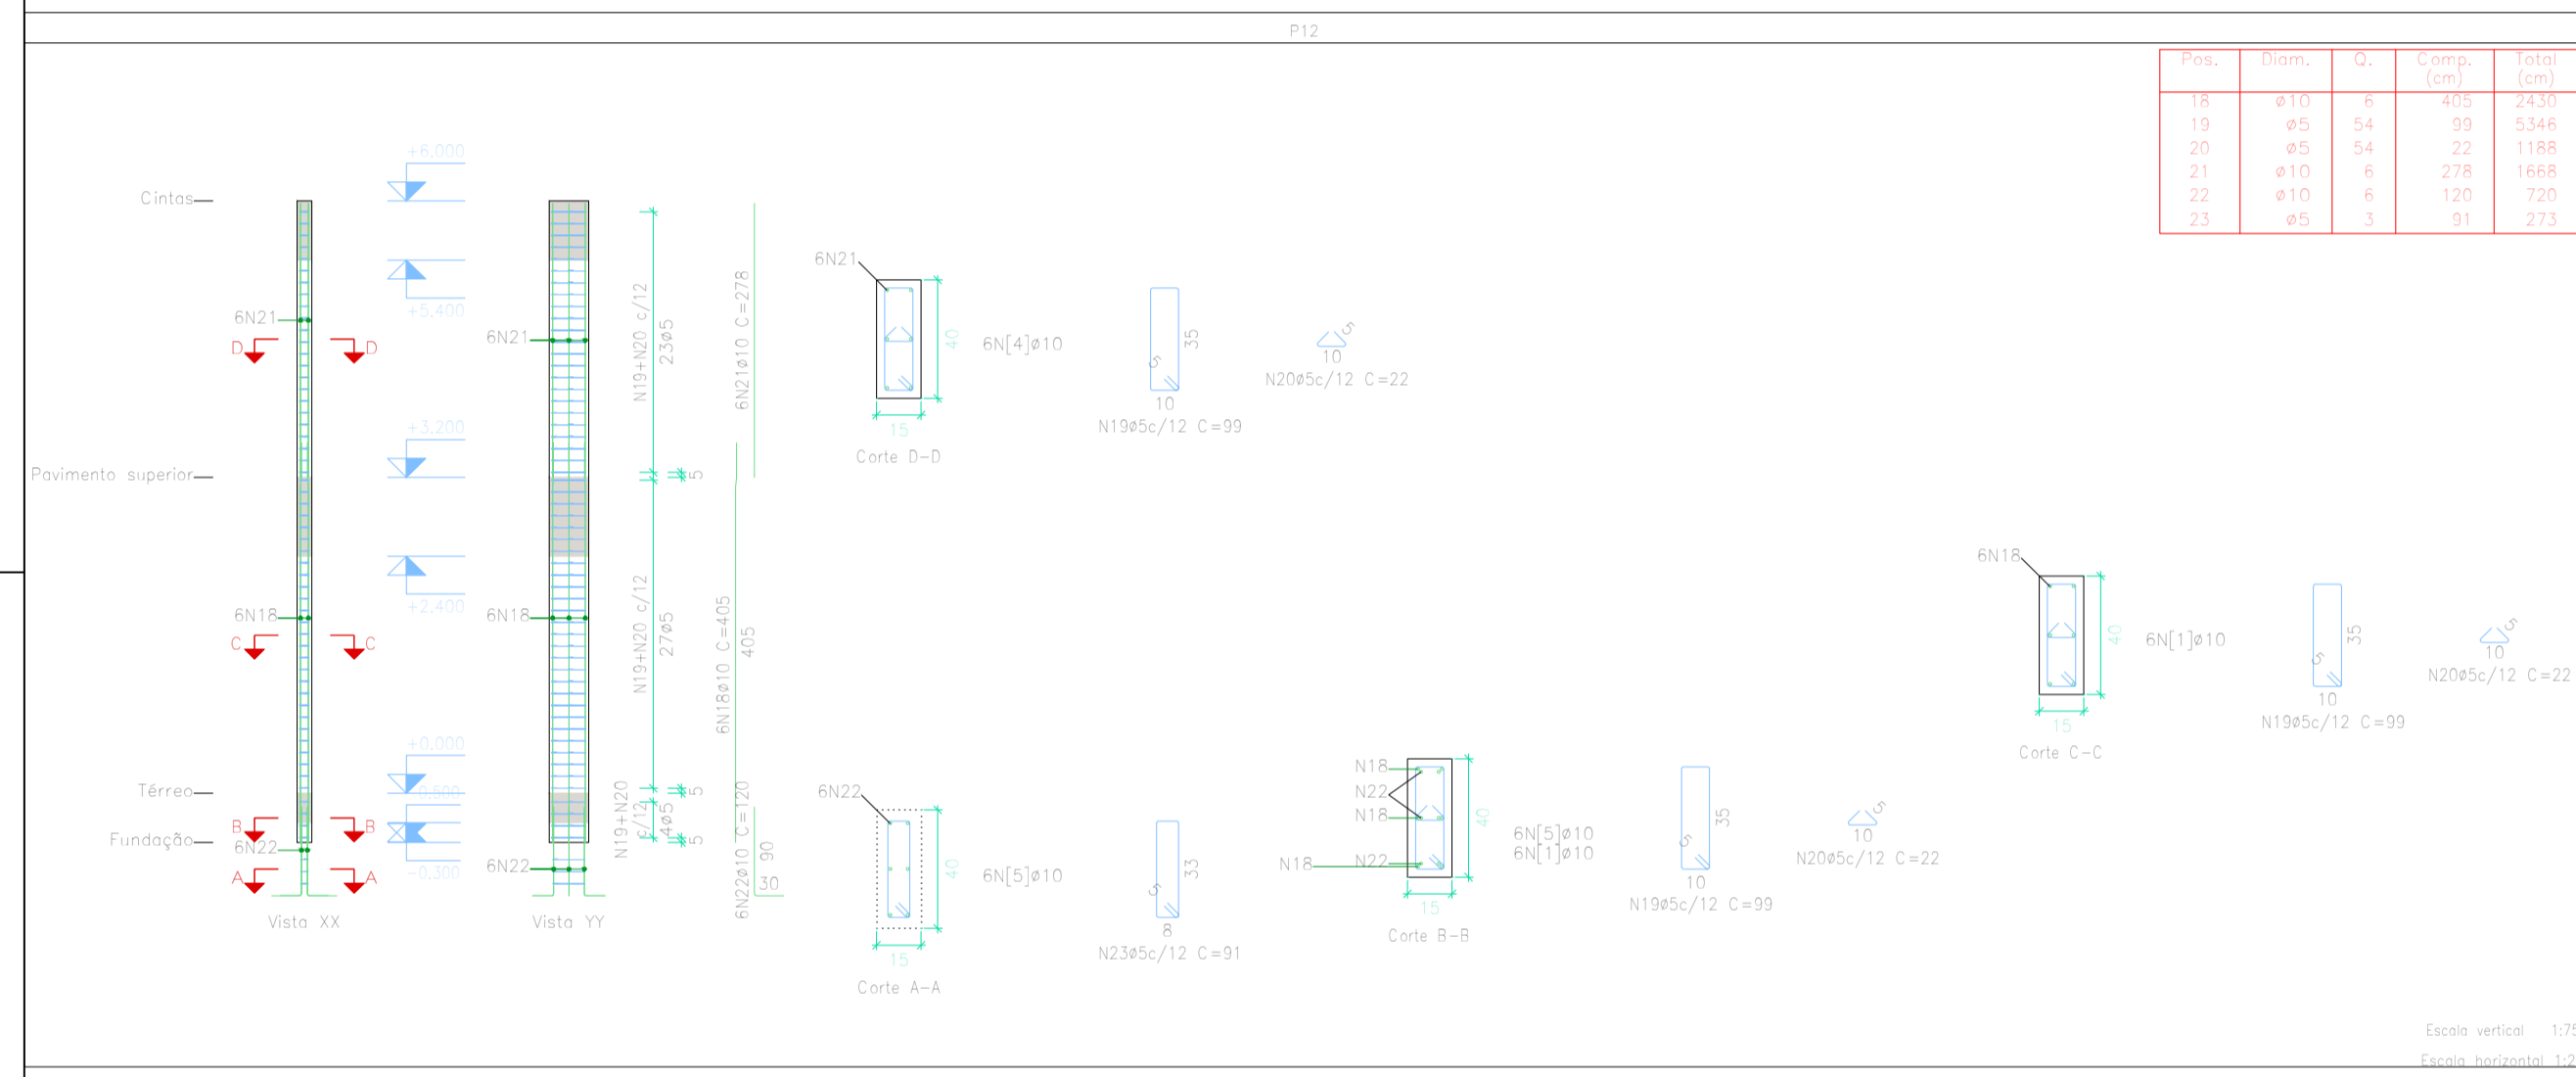 P12
Pos. Diam. Q. Comp. (cm) Total (cm)
18 ø10 6 405 2430
19 ø5 54 99 5346
20 ø5 54 22 1188
21 ø10 6 278 1668
22 ø10 6 120 720
23 ø5 3 91 273
Cintas
+6.000
+5.400
6N21
D D
6N21
N19+N20 c/12
23ø5
6N21ø10 C=278
Pavimento superior
+3.200
+2.400
5
6N18
C C
6N18
N19+N20 c/12
27ø5
6N18ø10 C=405
405
Térreo
+0.000
-0.500
-0.300
5
Fundação
B B
6N22
A A
6N22
N19+N20
c/12
4ø5
5
6N22ø10 C=120
90
30
Vista XX
Vista YY
6N21
40
15
6N[4]ø10
Corte D-D
35
5
10
N19ø5c/12 C=99
5
10
N20ø5c/12 C=22
6N18
40
15
6N[1]ø10
Corte C-C
35
5
10
N19ø5c/12 C=99
5
10
N20ø5c/12 C=22
6N22
40
15
6N[5]ø10
Corte A-A
33
5
8
N23ø5c/12 C=91
N18
N22
N18
N22
N18
40
15
6N[5]ø10
6N[1]ø10
Corte B-B
35
5
10
N19ø5c/12 C=99
5
10
N20ø5c/12 C=22
Escala vertical 1:75
Escala horizontal 1:2